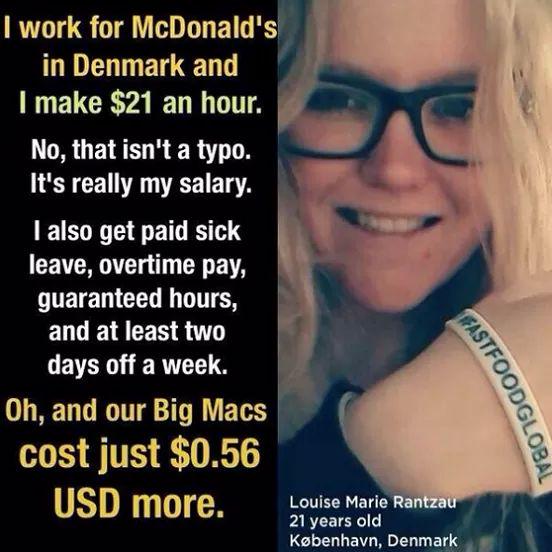 I work for McDonald's
in Denmark and
I make $21 an hour.
No, that isn't a typo.
It's really my salary.
I also get paid sick
leave, overtime pay,
guaranteed hours,
and at least two
days off a week.
Oh, and our Big Macs
cost just $0.56
USD more.
#FASTFOODGLOBAL
Louise Marie Rantzau
21 years old
København, Denmark